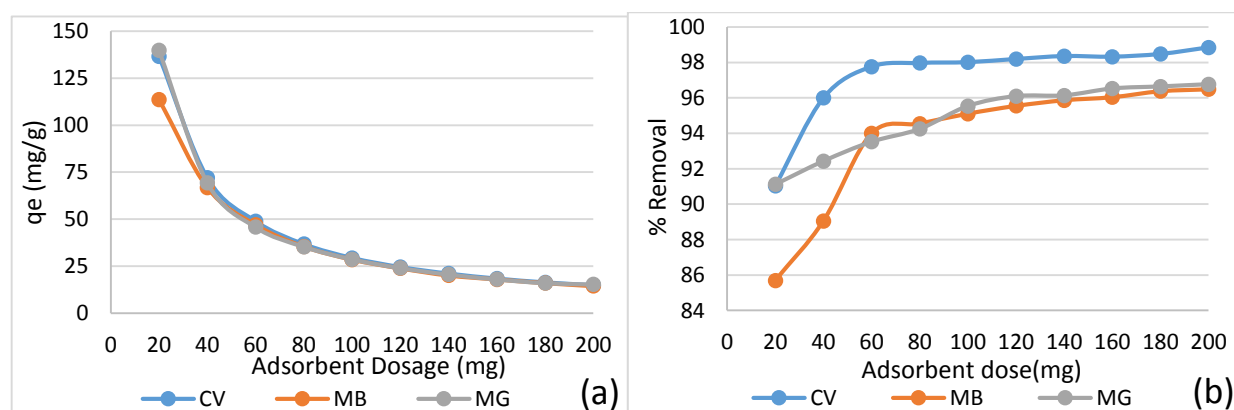 150
125
100
75
50
25
0
qe (mg/g)
0 20 40 60 80 100 120 140 160 180 200
Adsorbent Dosage (mg)
CV MB MG
(a)
100
98
96
94
92
90
88
86
84
% Removal
0 20 40 60 80 100 120 140 160 180 200
Adsorbent dose(mg)
CV MB MG
(b)